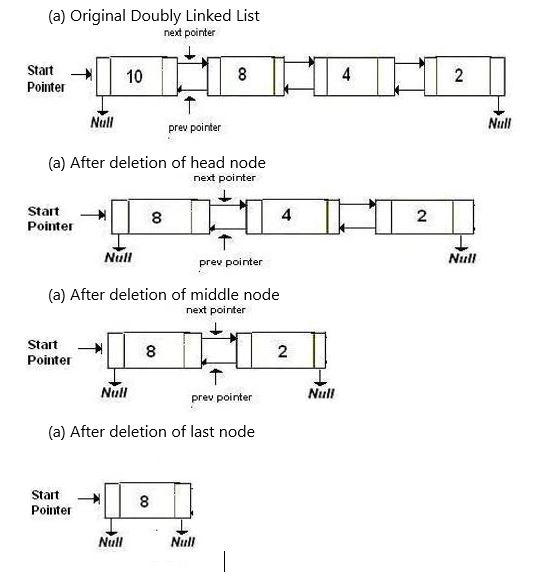 (a) Original Doubly Linked List
next pointer
Start
Pointer
10
8
4
2
Null
prev pointer
Null
(a) After deletion of head node
next pointer
Start
Pointer
8
4
2
Null
prev pointer
Null
(a) After deletion of middle node
next pointer
Start
Pointer
8
2
Null
prev pointer
Null
(a) After deletion of last node
Start
Pointer
8
Null
Null